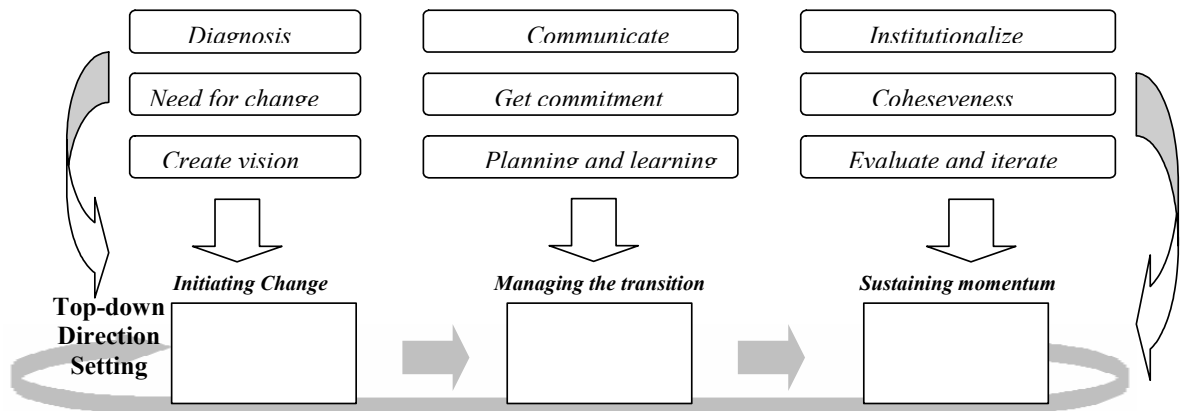 Diagnosis
Communicate
Institutionalize
Need for change
Get commitment
Coheseveness
Create vision
Planning and learning
Evaluate and iterate
Initiating Change
Managing the transition
Sustaining momentum
Top-down
Direction
Setting